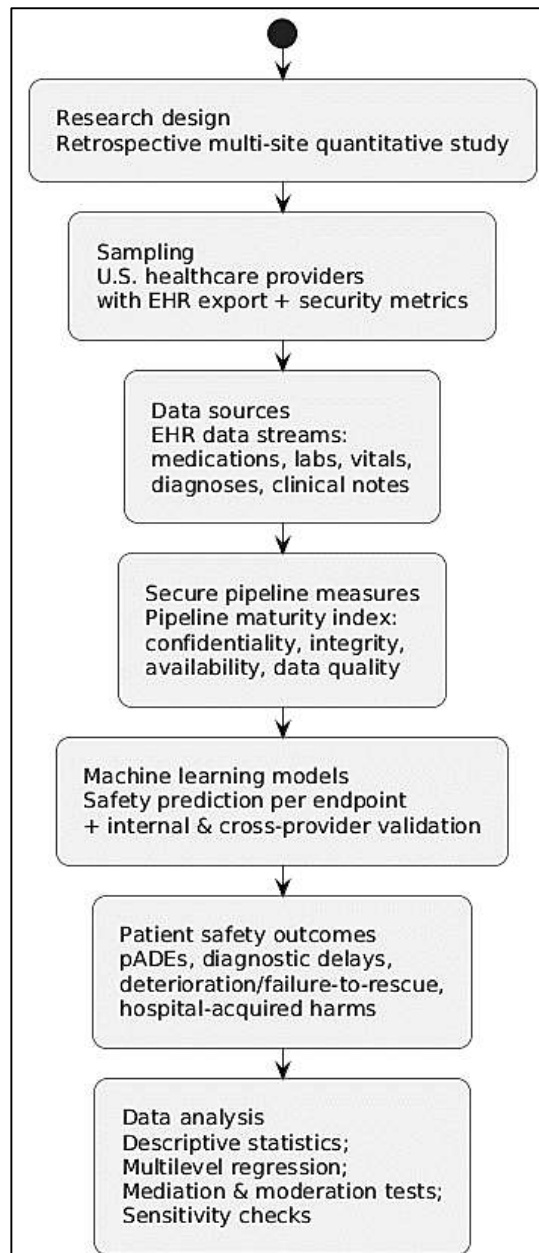 Research design
Retrospective multi-site quantitative study
Sampling
U.S. healthcare providers
with EHR export + security metrics
Data sources
EHR data streams:
medications, labs, vitals,
diagnoses, clinical notes
Secure pipeline measures
Pipeline maturity index:
confidentiality, integrity,
availability, data quality
Machine learning models
Safety prediction per endpoint
+ internal & cross-provider validation
Patient safety outcomes
pADEs, diagnostic delays,
deterioration/failure-to-rescue,
hospital-acquired harms
Data analysis
Descriptive statistics;
Multilevel regression;
Mediation & moderation tests;
Sensitivity checks